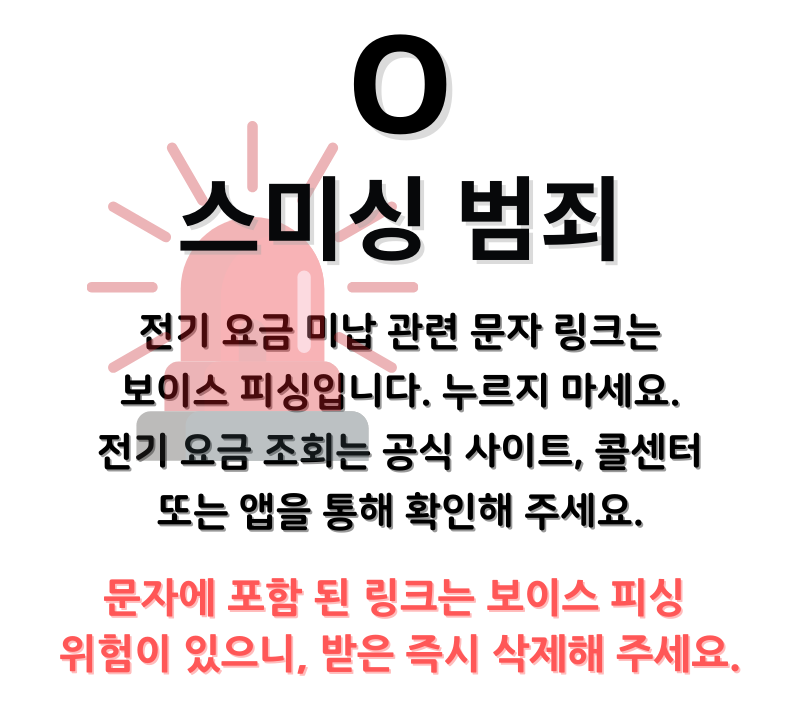 O
스미싱 범죄
전기 요금 미납 관련 문자 링크는
보이스 피싱입니다. 누르지 마세요.
전기 요금 조회는 공식 사이트, 콜센터
또는 앱을 통해 확인해 주세요.
문자에 포함 된 링크는 보이스 피싱
위험이 있으니, 받은 즉시 삭제해 주세요.